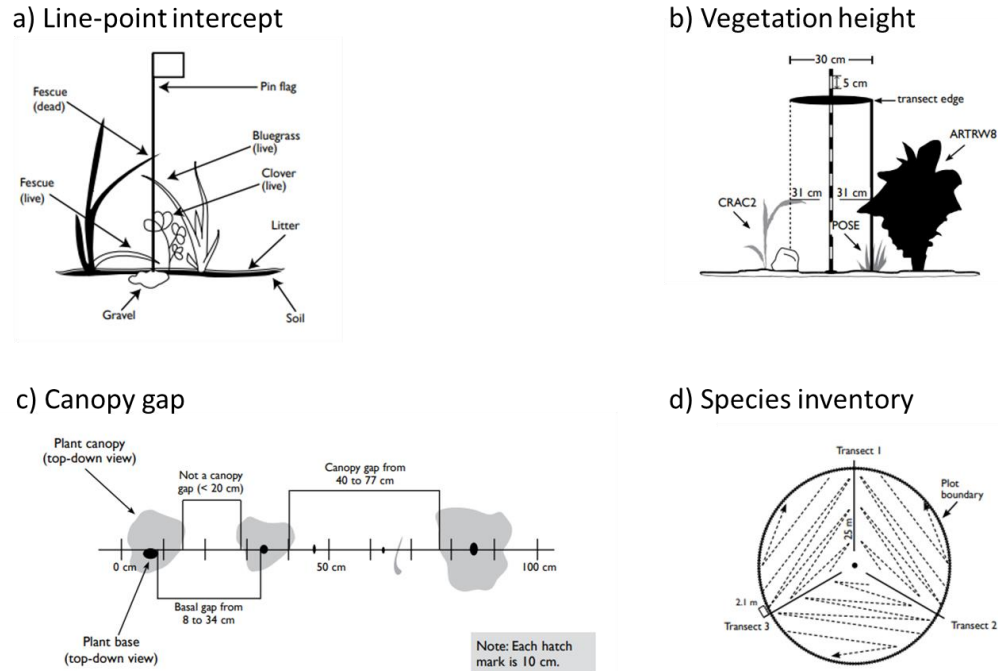 a) Line-point intercept
Fescue
(dead)
Pin flag
Bluegrass
(live)
Clover
(live)
Fescue
(live)
Litter
Gravel
Soil
b) Vegetation height
30 cm
5 cm
transect edge
ARTRW8
31 cm
31 cm
CRAC2
POSE
c) Canopy gap
Plant canopy
(top-down view)
Not a canopy
gap (< 20 cm)
Canopy gap from
40 to 77 cm
0 cm
50 cm
100 cm
Basal gap from
8 to 34 cm
Plant base
(top-down view)
Note: Each hatch
mark is 10 cm.
d) Species inventory
Transect 1
Plot
boundary
25 m
2.1 m
Transect 3
Transect 2